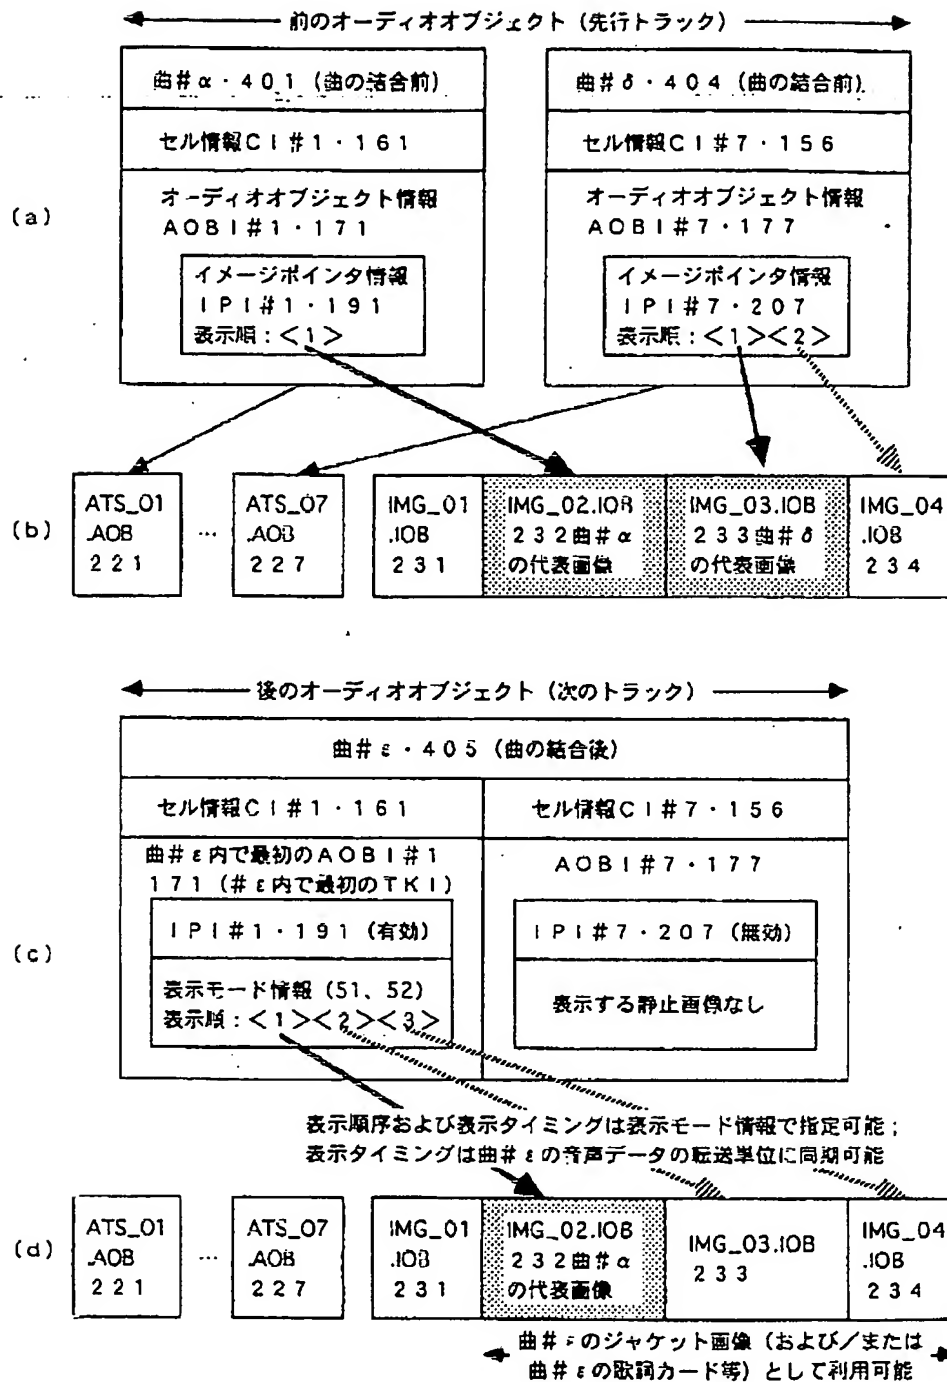 前のオーディオオブジェクト（先行トラック）
曲＃α・４０１（曲の結合前）
曲＃δ・４０４（曲の結合前）
セル情報ＣＩ＃１・１６１
セル情報ＣＩ＃７・１５６
(a)
オーディオオブジェクト情報
ＡＯＢＩ＃１・１７１
オーディオオブジェクト情報
ＡＯＢＩ＃７・１７７
イメージポインタ情報
ＩＰＩ＃１・１９１
表示順：＜１＞
イメージポインタ情報
ＩＰＩ＃７・２０７
表示順：＜１＞＜２＞
(b)
ATS_01
.AOB
２２１
…
ATS_07
.AOB
２２７
IMG_01
.IOB
２３１
IMG_02.IOB
２３２曲＃α
の代表画像
IMG_03.IOB
２３３曲＃δ
の代表画像
IMG_04
.IOB
２３４
後のオーディオオブジェクト（次のトラック）
曲＃ε・４０５（曲の結合後）
セル情報ＣＩ＃１・１６１
セル情報ＣＩ＃７・１５６
(c)
曲＃ε内で最初のＡＯＢＩ＃１
１７１（＃ε内で最初のＴＫＩ）
ＡＯＢＩ＃７・１７７
ＩＰＩ＃１・１９１（有効）
表示モード情報（51、52）
表示順：＜１＞＜２＞＜３＞
ＩＰＩ＃７・２０７（無効）
表示する静止画像なし
表示順序および表示タイミングは表示モード情報で指定可能；
表示タイミングは曲＃εの音声データの転送単位に同期可能
(d)
ATS_01
.AOB
２２１
…
ATS_07
.AOB
２２７
IMG_01
.IOB
２３１
IMG_02.IOB
２３２曲＃α
の代表画像
IMG_03.IOB
２３３
IMG_04
.IOB
２３４
曲＃εのジャケット画像（および／または
曲＃εの歌詞カード等）として利用可能